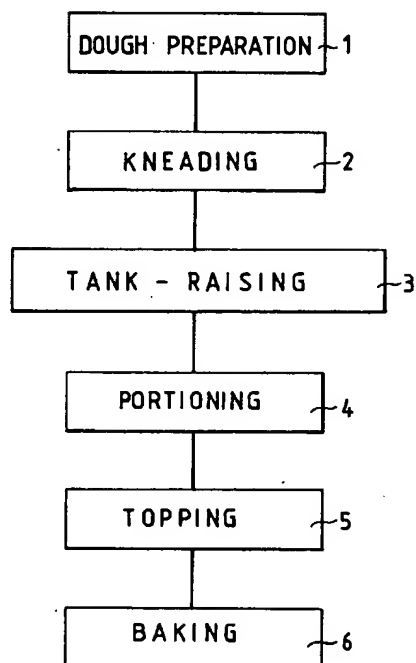 DOUGH PREPARATION 1
KNEADING 2
TANK - RAISING 3
PORTIONING 4
TOPPING 5
BAKING 6